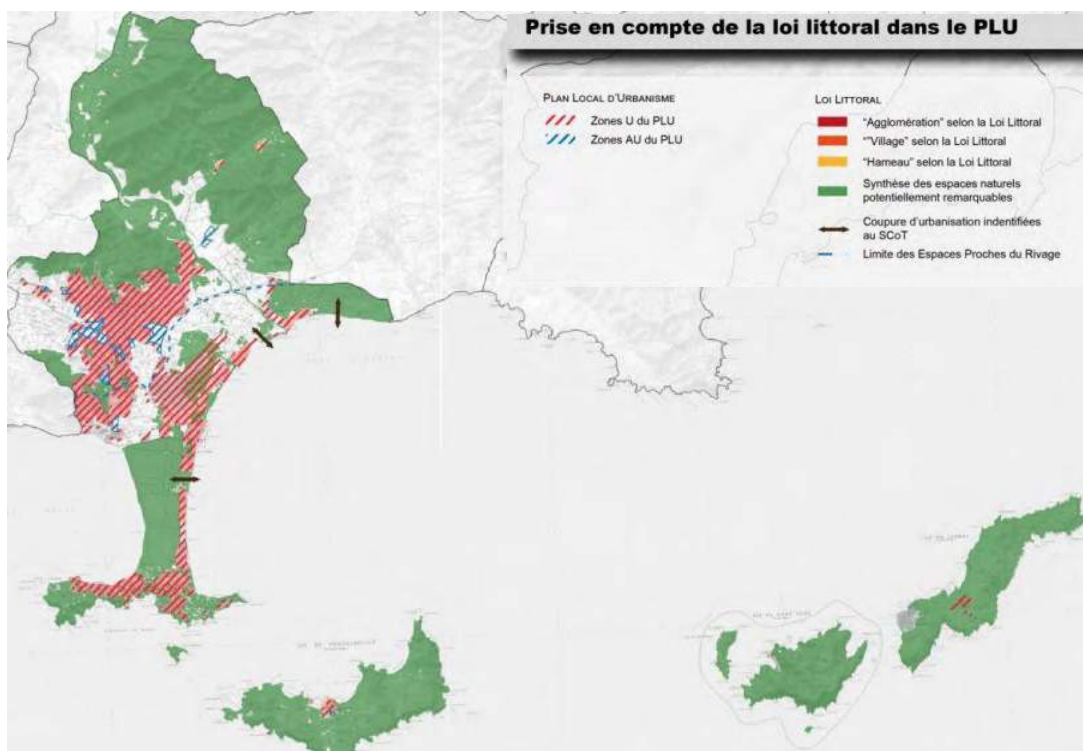 Prise en compte de la loi littoral dans le PLU
PLAN LOCAL D'URBANISME
Zones U du PLU
Zones AU du PLU
LOI LITTORAL
"Agglomération" selon la Loi Littoral
""Village" selon la Loi Littoral
"Hameau" selon la Loi Littoral
Synthèse des espaces naturels
potentiellement remarquables
Coupure d'urbanisation indentifiées
au SCoT
Limite des Espaces Proches du Rivage